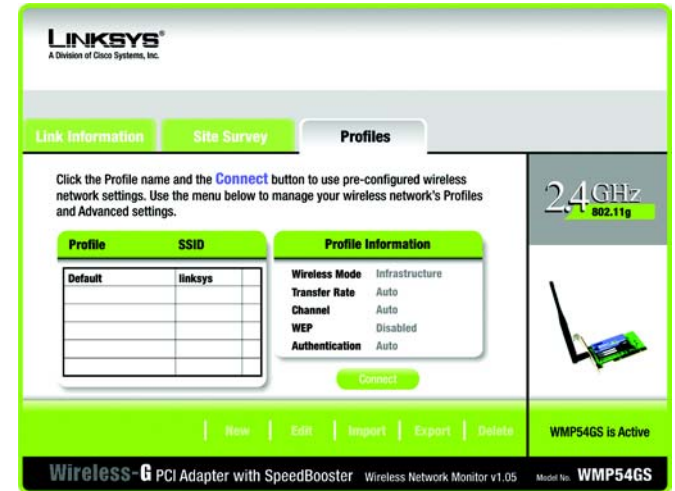 LINKSYS®
A Division of Cisco Systems, Inc.
Link Information Site Survey Profiles
Click the Profile name and the Connect button to use pre-configured wireless
network settings. Use the menu below to manage your wireless network's Profiles
and Advanced settings.
2.4 GHz
802.11g
Profile SSID
Default linksys
Profile Information
Wireless Mode Infrastructure
Transfer Rate Auto
Channel Auto
WEP Disabled
Authentication Auto
Connect
New Edit Import Export Delete
WMP54GS is Active
Wireless-G PCI Adapter with SpeedBooster Wireless Network Monitor v1.05 Model No. WMP54GS